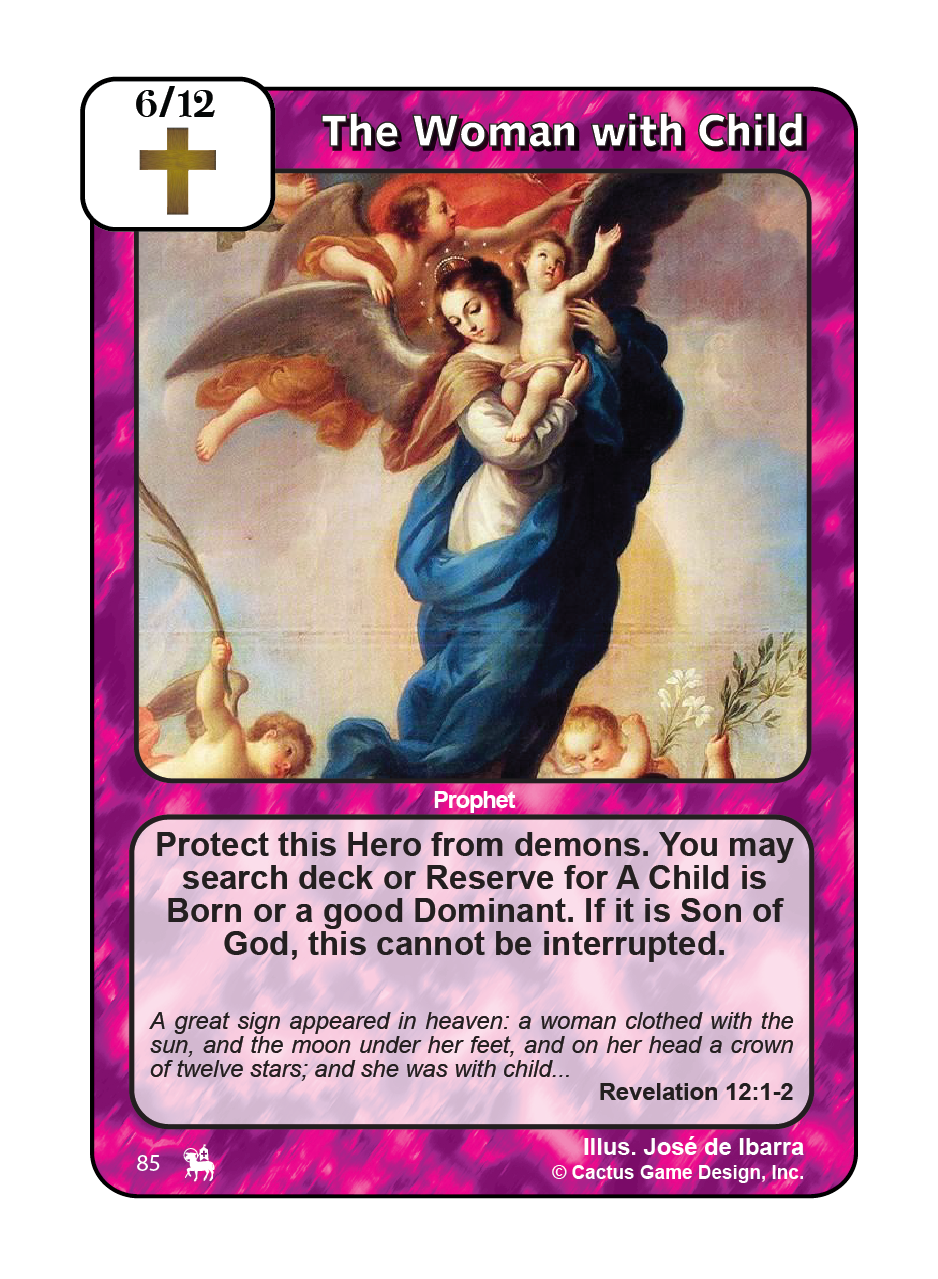 6/12
The Woman with Child
Prophet
Protect this Hero from demons. You may
search deck or Reserve for A Child is
Born or a good Dominant. If it is Son of
God, this cannot be interrupted.
A great sign appeared in heaven: a woman clothed with the
sun, and the moon under her feet, and on her head a crown
of twelve stars; and she was with child...
Revelation 12:1-2
85
Illus. José de Ibarra
© Cactus Game Design, Inc.